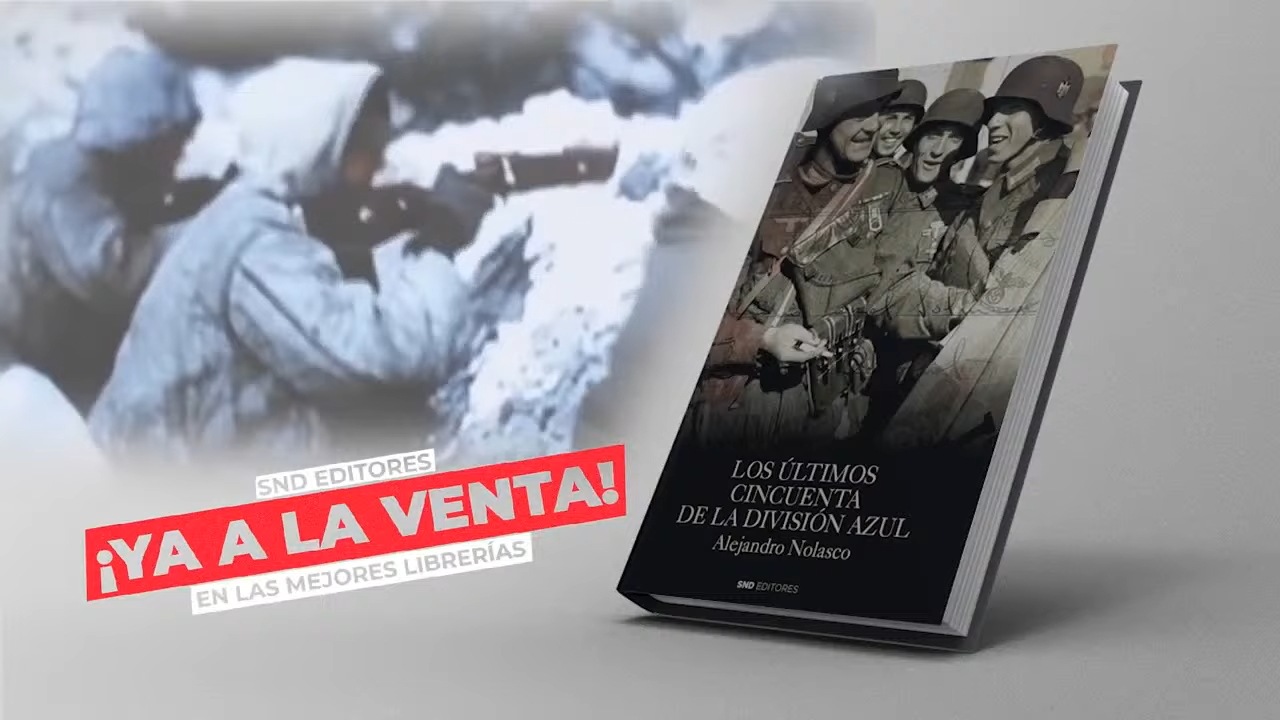 SND EDITORES
¡YA A LA VENTA!
EN LAS MEJORES LIBRERÍAS
LOS ÚLTIMOS
CINCUENTA
DE LA DIVISIÓN AZUL
Alejandro Nolasco
SND EDITORES